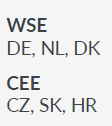 WSE
DE, NL, DK
CEE
CZ, SK, HR